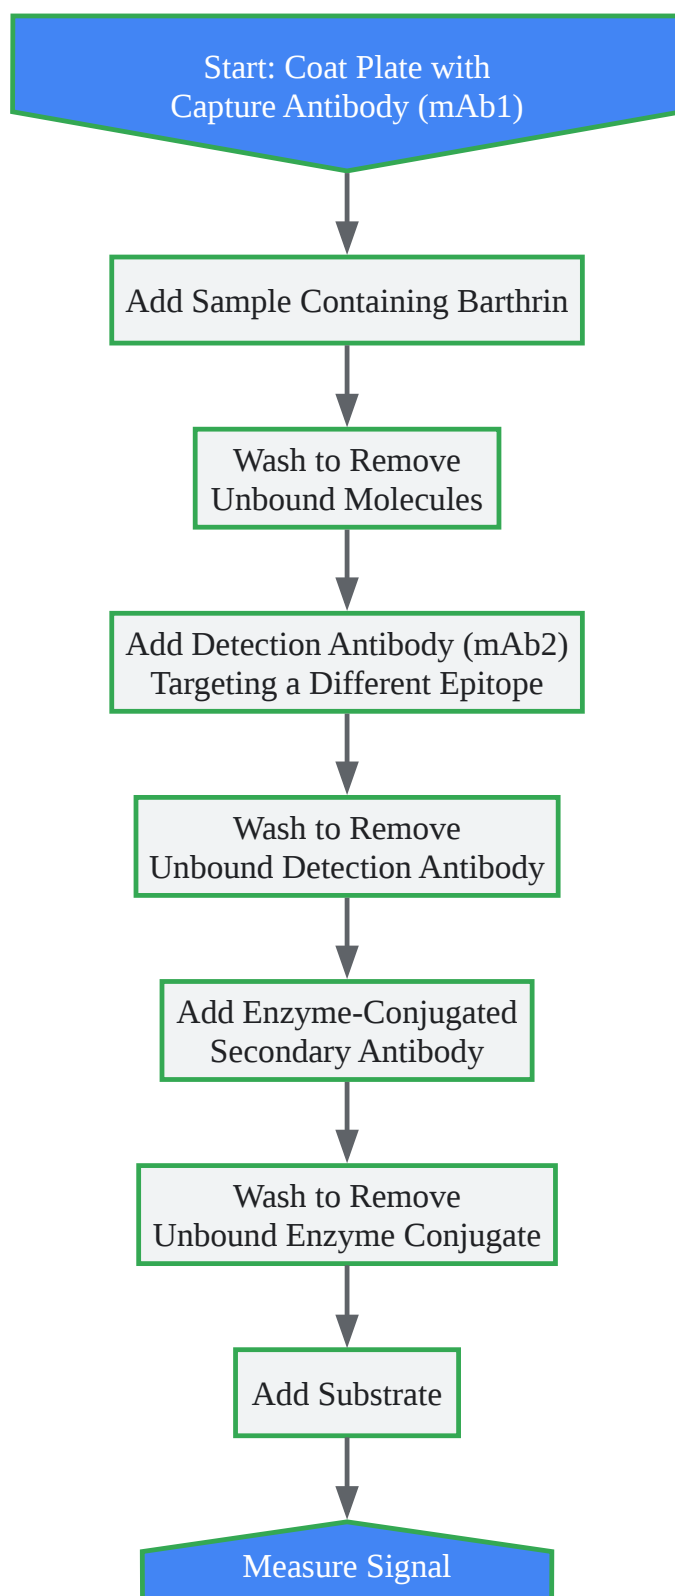 Start: Coat Plate with
Capture Antibody (mAb1)
Add Sample Containing Barthrin
Wash to Remove
Unbound Molecules
Add Detection Antibody (mAb2)
Targeting a Different Epitope
Wash to Remove
Unbound Detection Antibody
Add Enzyme-Conjugated
Secondary Antibody
Wash to Remove
Unbound Enzyme Conjugate
Add Substrate
Measure Signal